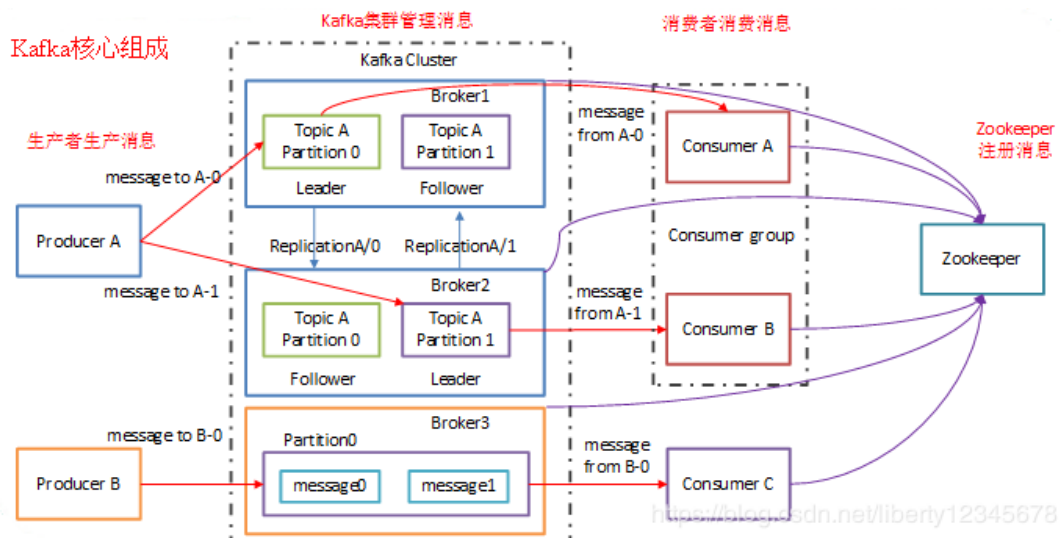 Kafka集群管理消息
消费者消费消息
Kafka核心组成
Kafka Cluster
Broker1
Topic A
Partition 0
Topic A
Partition 1
Leader
Follower
生产者生产消息
message to A-0
Producer A
message to A-1
ReplicationA/0
ReplicationA/1
Broker2
Topic A
Partition 0
Topic A
Partition 1
Follower
Leader
message to B-0
Producer B
Broker3
Partition0
message0
message1
message
from A-0
Consumer A
Consumer group
message
from A-1
Consumer B
message
from B-0
Consumer C
Zookeeper
注册消息
Zookeeper
https://blog.csdn.net/liberty12345678